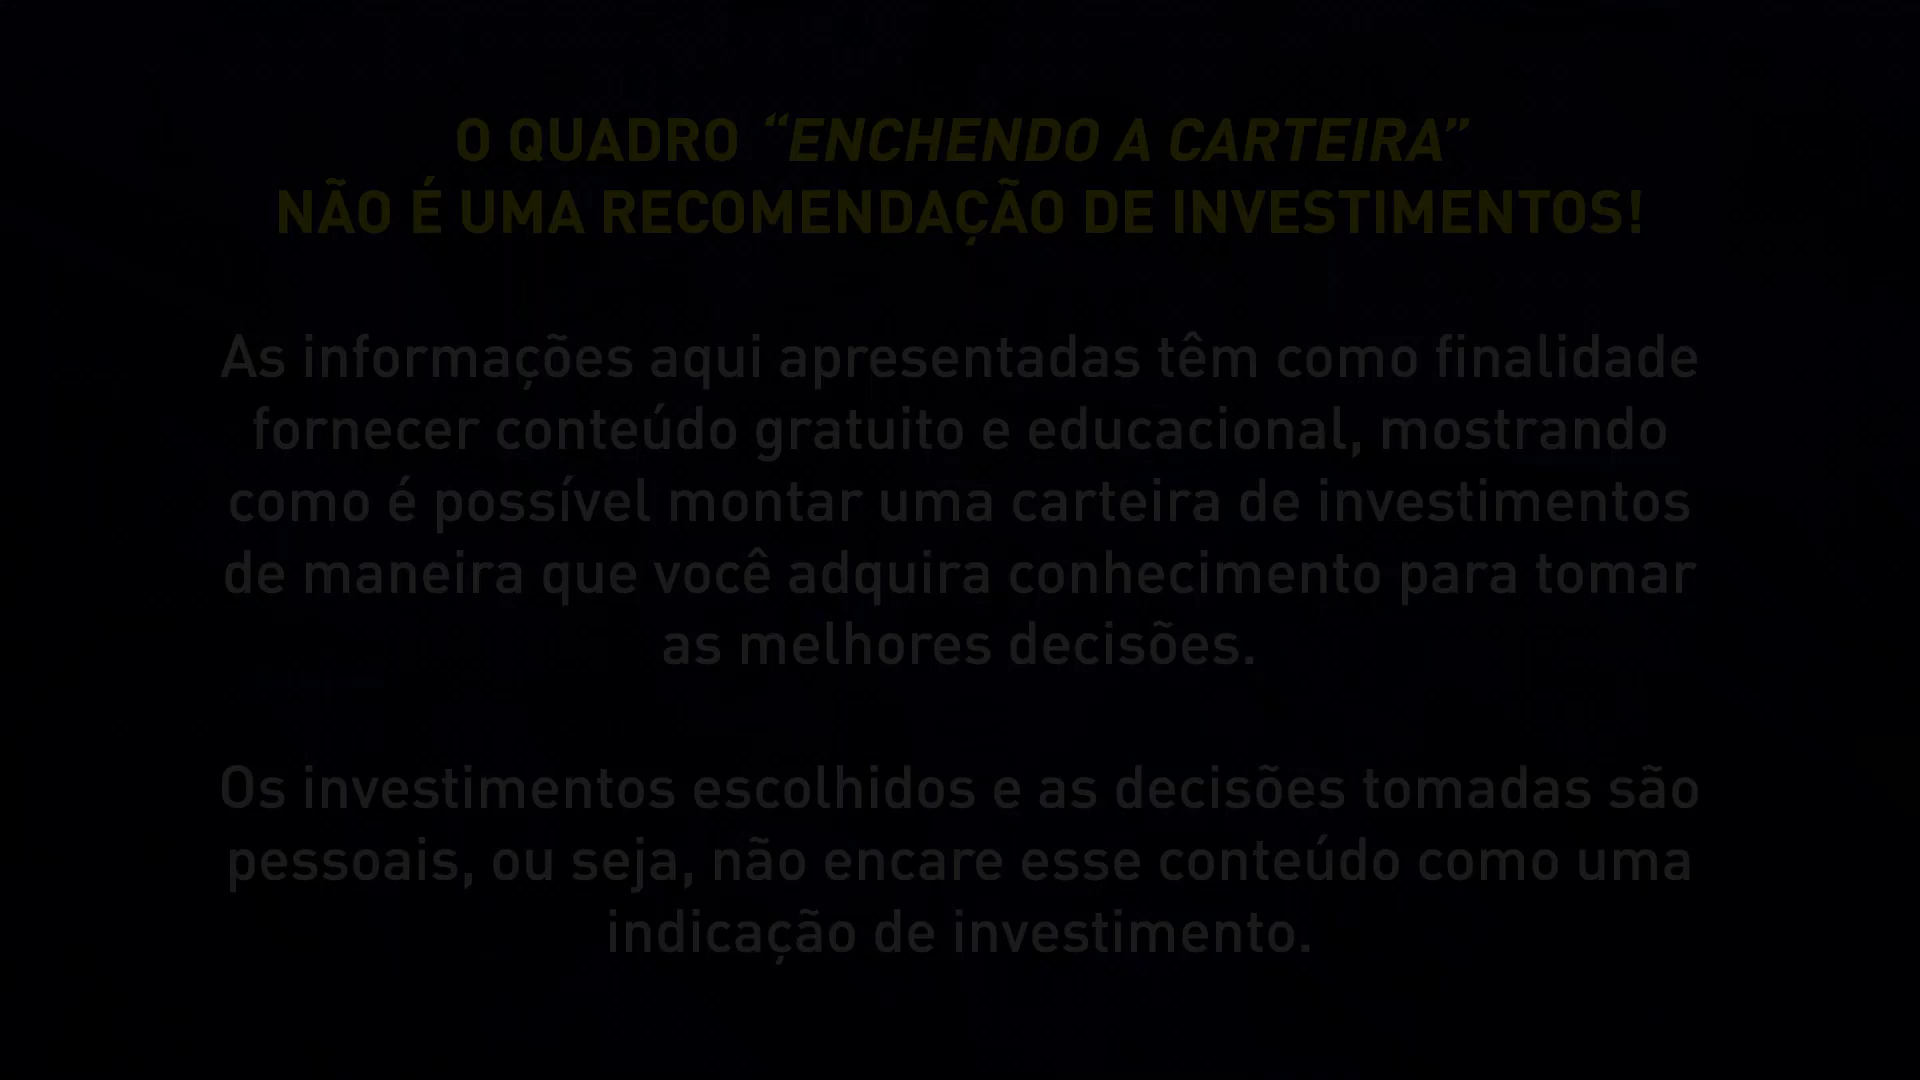 O QUADRO “ENCHENDO A CARTEIRA”
NÃO É UMA RECOMENDAÇÃO DE INVESTIMENTOS!
As informações aqui apresentadas têm como finalidade
fornecer conteúdo gratuito e educacional, mostrando
como é possível montar uma carteira de investimentos
de maneira que você adquira conhecimento para tomar
as melhores decisões.
Os investimentos escolhidos e as decisões tomadas são
pessoais, ou seja, não encare esse conteúdo como uma
indicação de investimento.